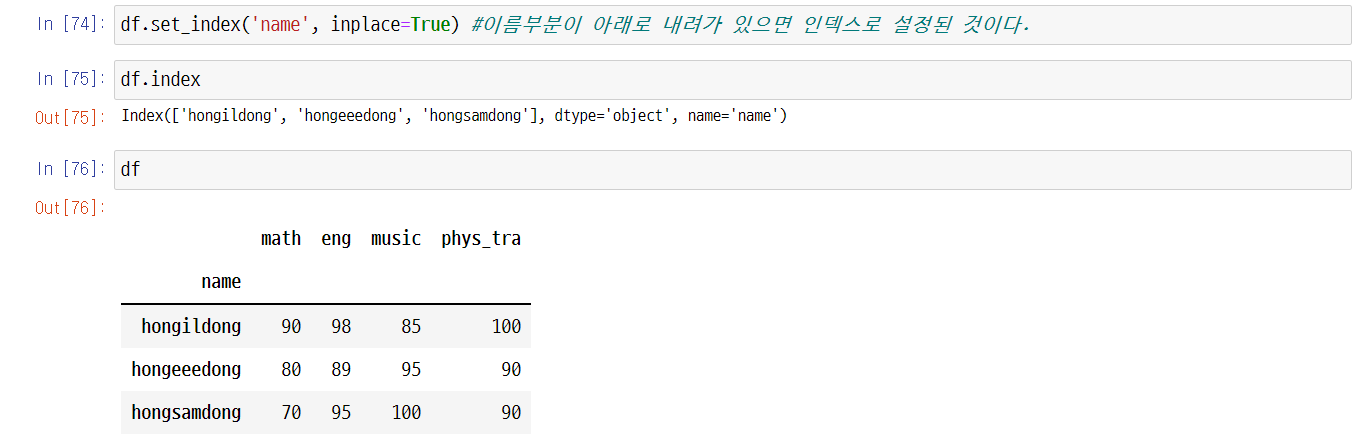 In [74]: df.set_index('name', inplace=True) #이름부분이 아래로 내려가 있으면 인덱스로 설정된 것이다.
In [75]: df.index
Out[75]: Index(['hongildong', 'hongeeedong', 'hongsamdong'], dtype='object', name='name')
In [76]: df
Out[76]:
math eng music phys_tra
name
hongildong 90 98 85 100
hongeeedong 80 89 95 90
hongsamdong 70 95 100 90